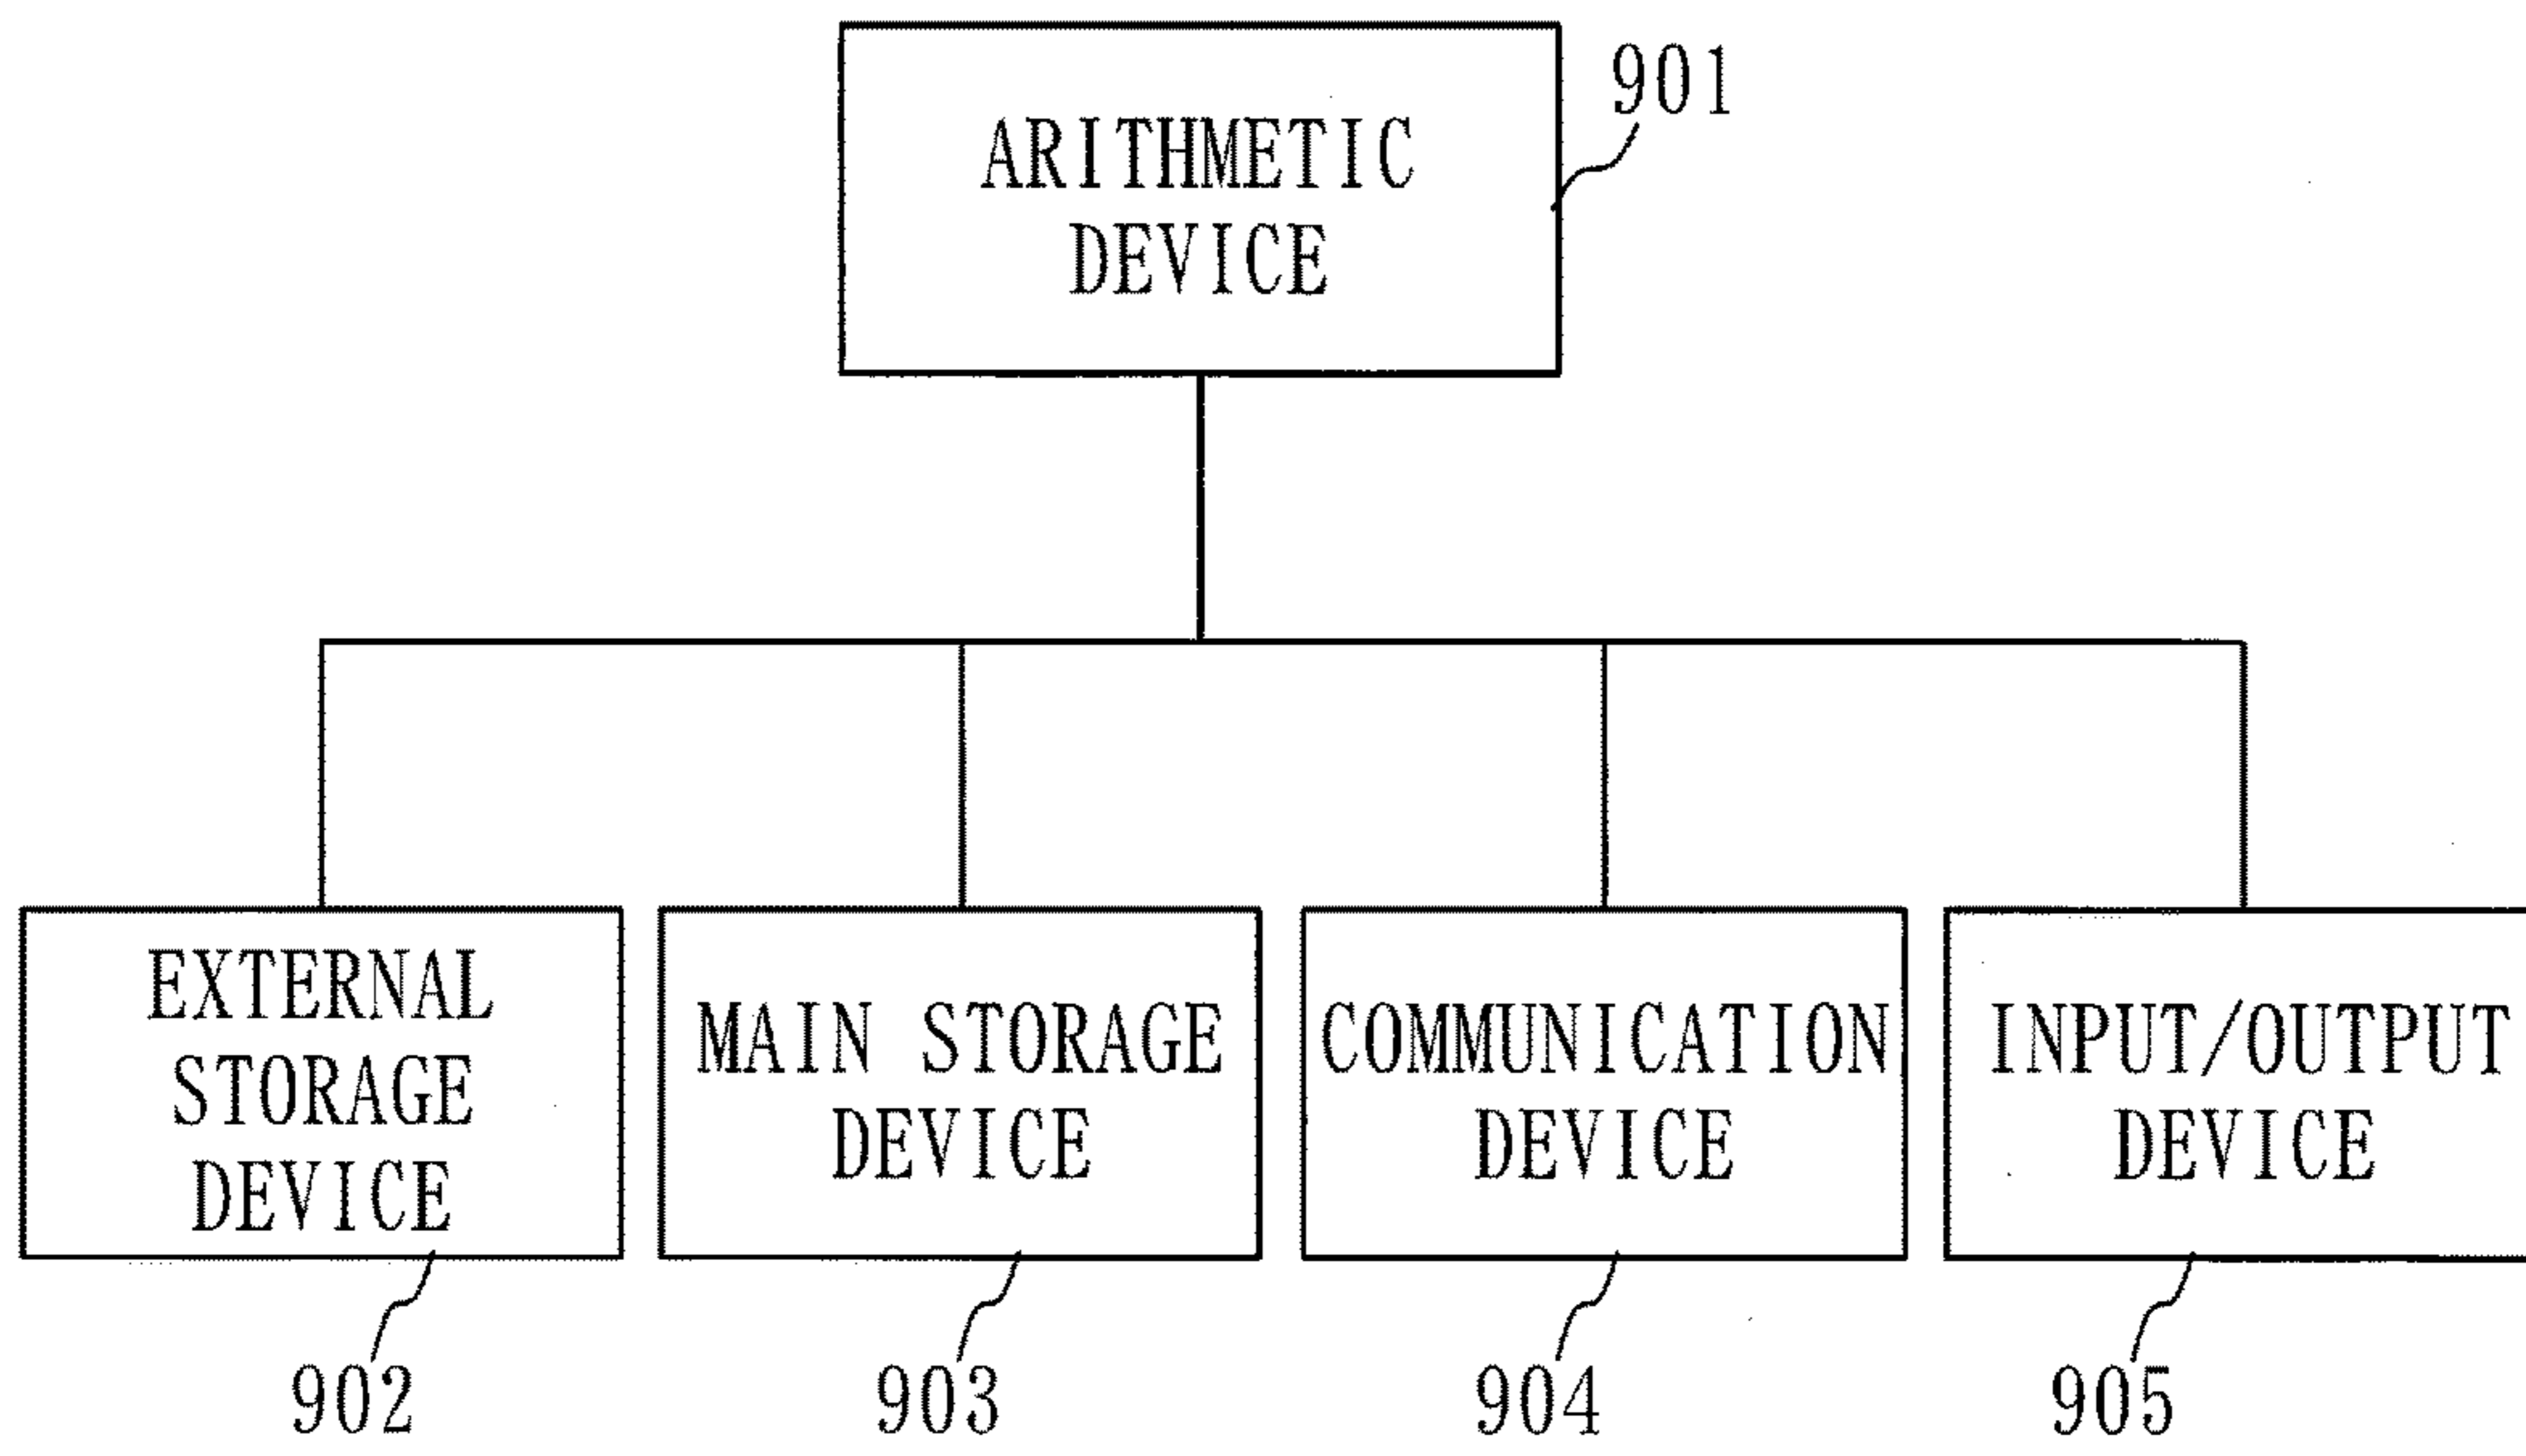 901
ARITHMETIC
DEVICE
EXTERNAL
STORAGE
DEVICE
MAIN STORAGE
DEVICE
COMMUNICATION
DEVICE
INPUT/OUTPUT
DEVICE
902
903
904
905